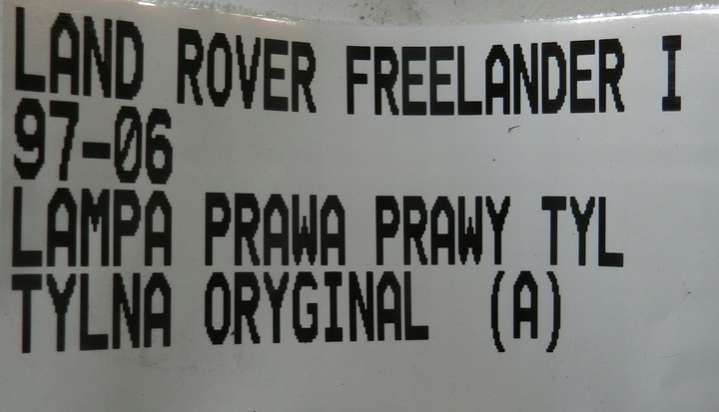 LAND ROVER FREELANDER I
97-06
LAMPA PRAWA PRAWY TYL
TYLNA ORYGINAL (A)